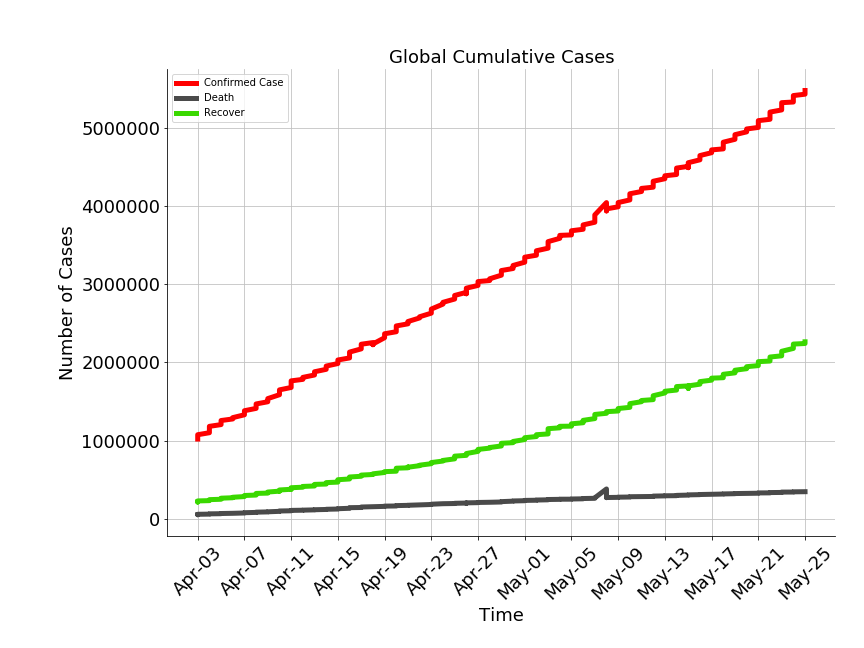 Global Cumulative Cases
Confirmed Case
Death
Recover
Number of Cases
5000000
4000000
3000000
2000000
1000000
0
Apr-03 Apr-07 Apr-11 Apr-15 Apr-19 Apr-23 Apr-27 May-01 May-05 May-09 May-13 May-17 May-21 May-25
Time